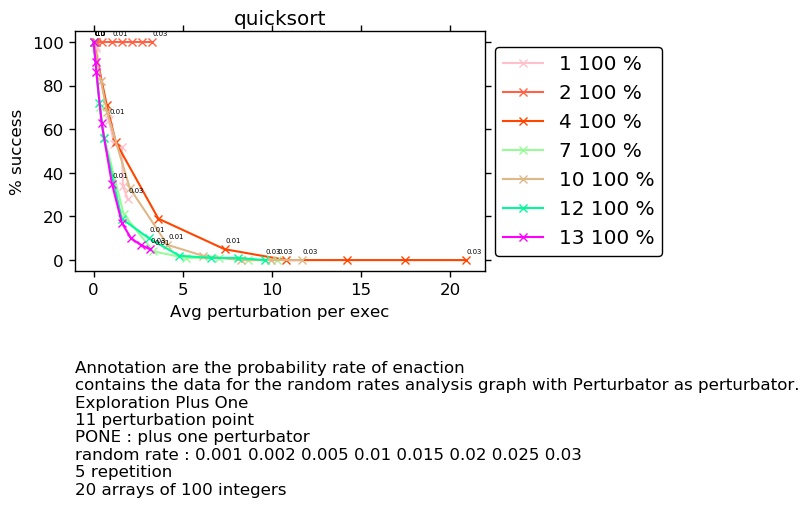 quicksort
% success
100
80
60
40
20
0
0.01
0.03
0.01
0.01
0.03
0.01
0.01
0.01
0.01
0.03
0.03
0.03
0.03
0 5 10 15 20
Avg perturbation per exec
1 100 %
2 100 %
4 100 %
7 100 %
10 100 %
12 100 %
13 100 %
Annotation are the probability rate of enaction
contains the data for the random rates analysis graph with Perturbator as perturbator.
Exploration Plus One
11 perturbation point
PONE : plus one perturbator
random rate : 0.001 0.002 0.005 0.01 0.015 0.02 0.025 0.03
5 repetition
20 arrays of 100 integers